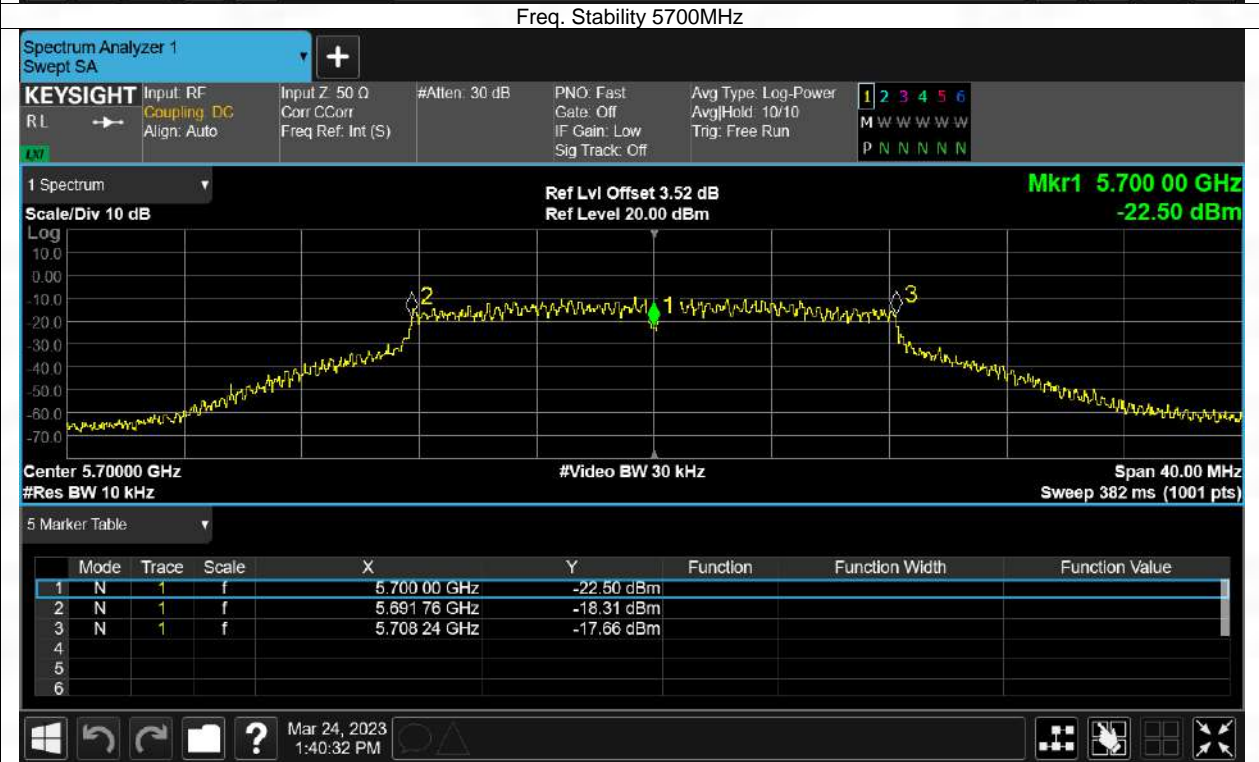 Freq. Stability 5700MHz
Spectrum Analyzer 1
Swept SA
+
KEYSIGHT Input: RF Input Z: 50 Ω #Atten: 30 dB PNO: Fast Avg Type: Log-Power 1 2 3 4 5 6
RL Coupling: DC Corr CCorr Gate: Off Avg|Hold: 10/10 M W W W W W
Align: Auto Freq Ref: Int (S) IF Gain: Low Trig: Free Run
LXI Sig Track: Off P N N N N N
1 Spectrum Ref Lvl Offset 3.52 dB Mkr1 5.700 00 GHz
Scale/Div 10 dB Ref Level 20.00 dBm -22.50 dBm
Log
10.0
0.00
-10.0
-20.0
-30.0
-40.0
-50.0
-60.0
-70.0
2 1 3
Center 5.70000 GHz #Video BW 30 kHz Span 40.00 MHz
#Res BW 10 kHz Sweep 382 ms (1001 pts)
5 Marker Table
Mode Trace Scale X Y Function Function Width Function Value
1 N 1 f 5.700 00 GHz -22.50 dBm
2 N 1 f 5.691 76 GHz -18.31 dBm
3 N 1 f 5.708 24 GHz -17.66 dBm
4
5
6
? Mar 24, 2023
1:40:32 PM